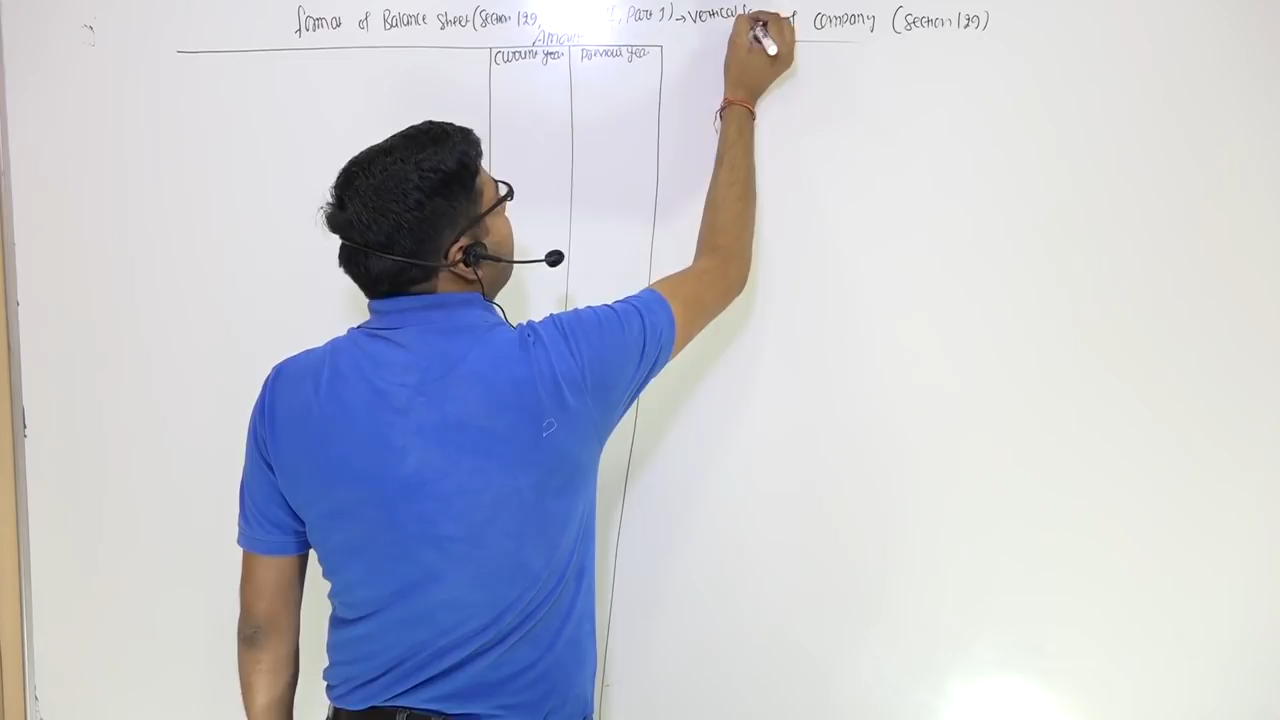 Format of Balance Sheet (Section 129, I, Part 1) → Vertical of company (Section 129)
Amount
Current year Previous year